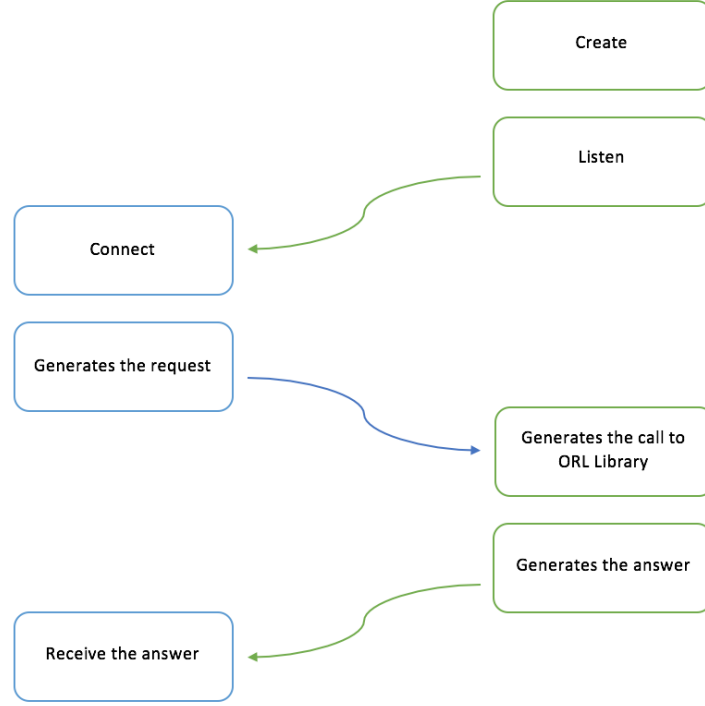 Create
Listen
Connect
Generates the request
Generates the call to
ORL Library
Generates the answer
Receive the answer